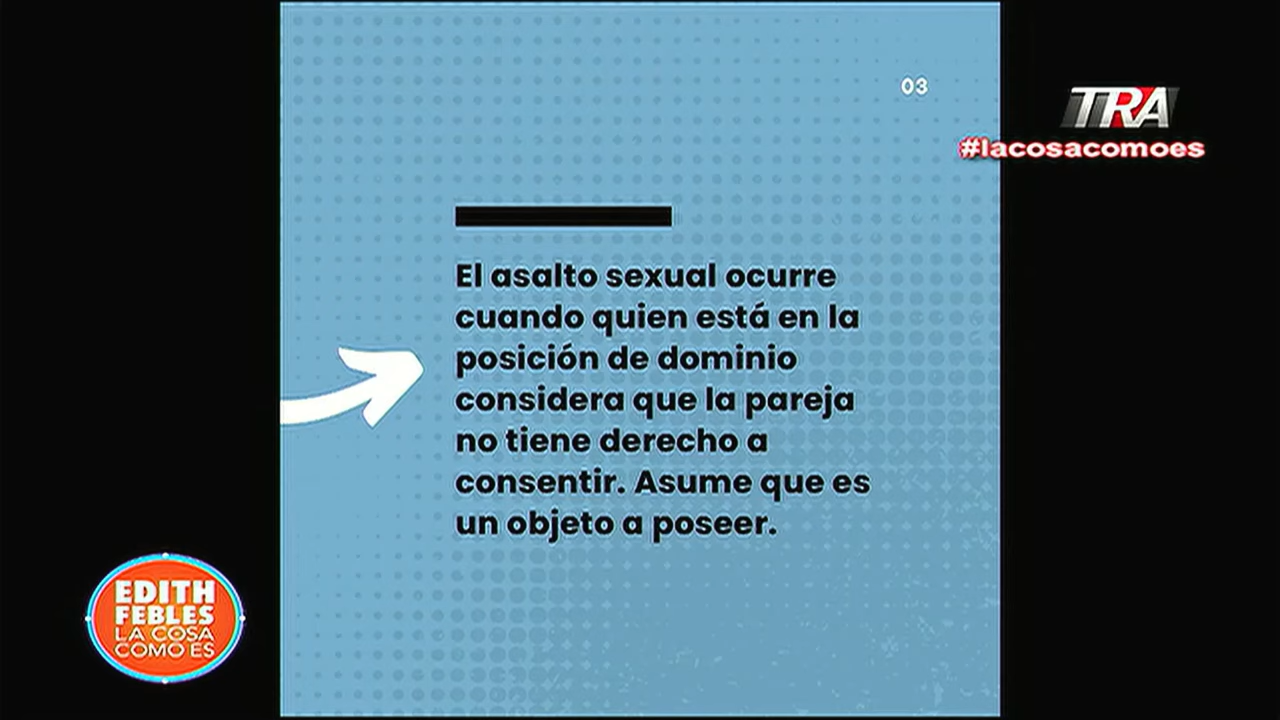 03
TRA
#lacosacomoes
El asalto sexual ocurre
cuando quien está en la
posición de dominio
considera que la pareja
no tiene derecho a
consentir. Asume que es
un objeto a poseer.
EDITH
FEBLES
LA COSA
COMO ES